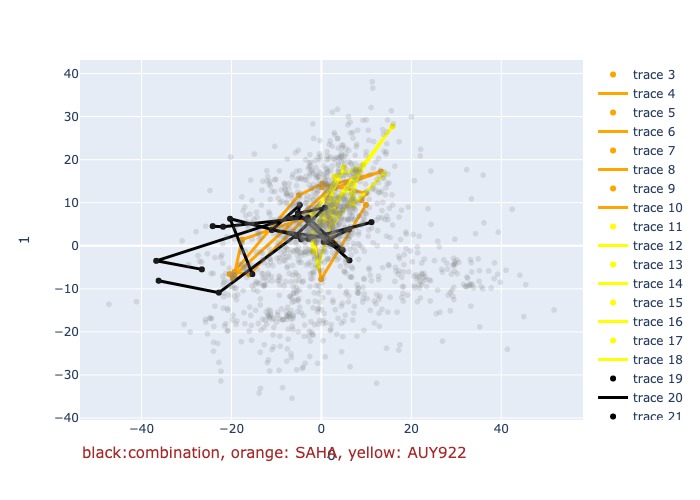 40
30
20
10
0
−10
−20
−30
−40
1
−40
−20
0
20
40
0
black:combination, orange: SAHA, yellow: AUY922
trace 3
trace 4
trace 5
trace 6
trace 7
trace 8
trace 9
trace 10
trace 11
trace 12
trace 13
trace 14
trace 15
trace 16
trace 17
trace 18
trace 19
trace 20
trace 21